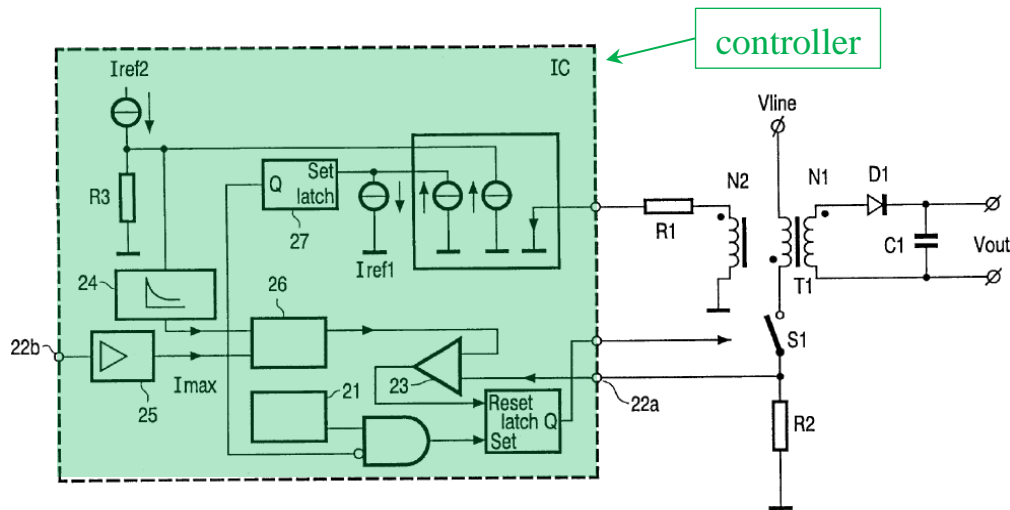 controller
IC
Iref2
Vline
Set
Q
latch
27
R3
N2
N1
D1
R1
Iref1
C1
Vout
T1
24
26
22b
S1
Imax
23
25
21
22a
Reset
latch Q
Set
R2